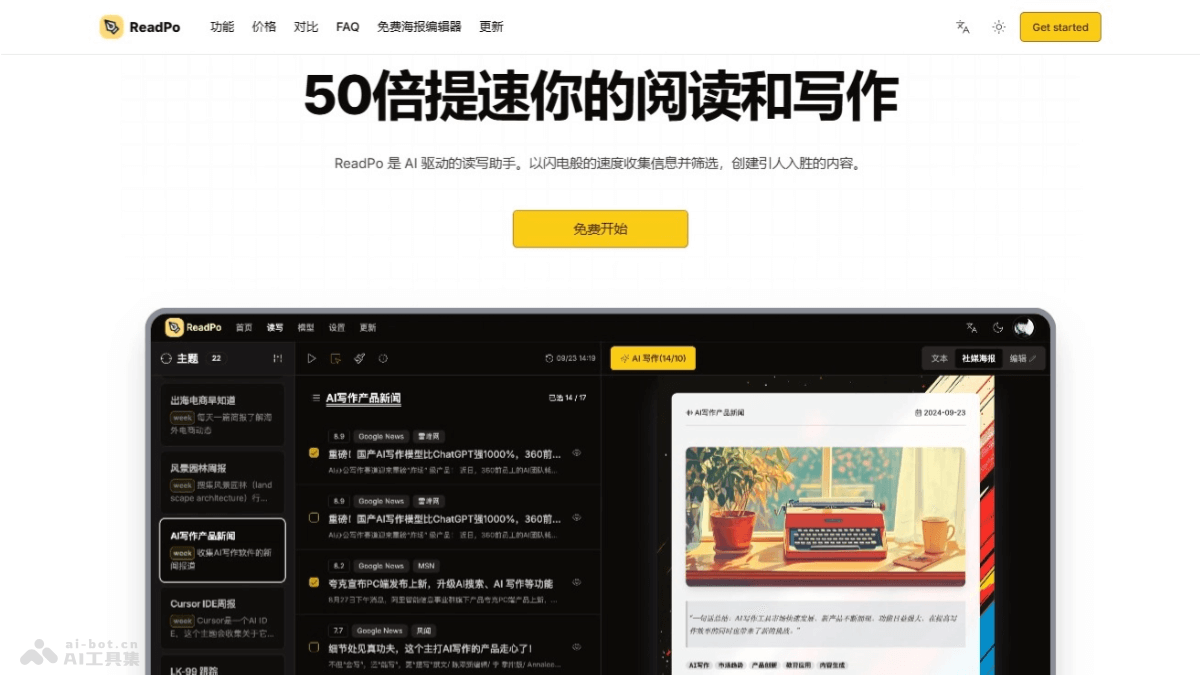 ReadPo
功能 价格 对比 FAQ 免费海报编辑器 更新
Get started
50倍提速你的阅读和写作
ReadPo 是 AI 驱动的读写助手。以闪电般的速度收集信息并筛选，创建引人入胜的内容。
免费开始
ReadPo 首页 读写 模型 设置 更新
主题 22
出海电商早知道
week 每天一篇简报了解海
外电商动态
风景园林周报
week 搜集风景园林（land
scape architecture）行...
AI写作产品新闻
week 收集AI写作软件的新
闻报道
Cursor IDE周报
week Cursor是一个AI ID
E，这个主题会收集关于它...
LK-99 跟踪
09/23 14:19
AI写作产品新闻
已选 14 / 17
8.9 Google News 雷峰网
重磅！国产AI写作模型比ChatGPT强1000%，360前...
8.9 Google News 雷峰网
重磅！国产AI写作模型比ChatGPT强1000%，360前...
8.2 Google News MSN
夸克宣布PC端发布上新，升级AI搜索、AI 写作等功能
7.7 Google News
细节处见真功夫，这个主打AI写作的产品走心了！
AI 写作(14/10)
文本 社媒海报 编辑
AI写作产品新闻
2024-09-23
AI写作 市场趋势 产品创新 教育应用 内容生成
ai-bot.cn
AI工具集